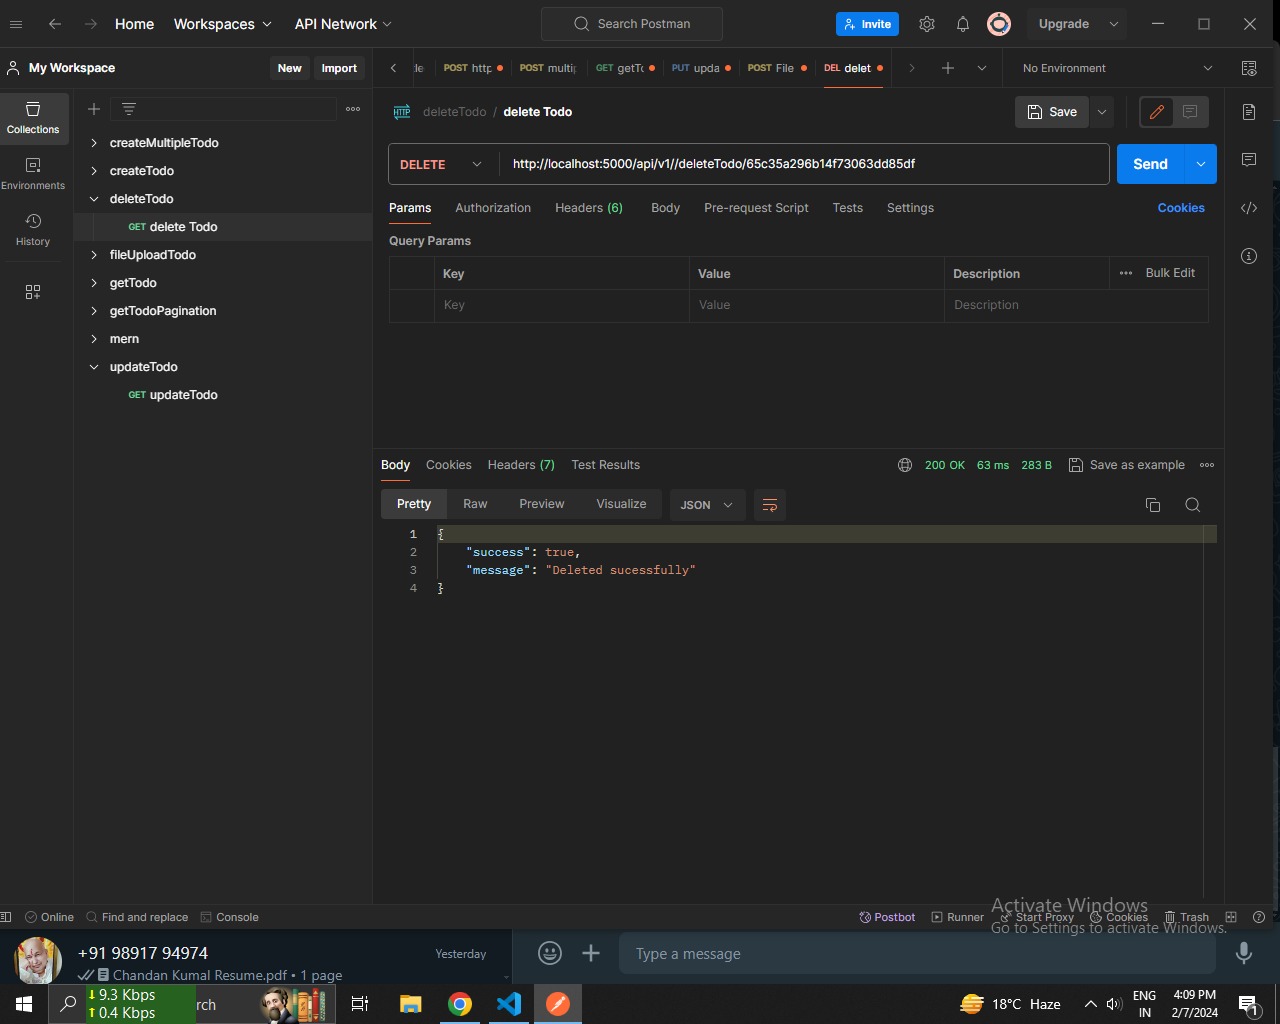 Home Workspaces API Network Search Postman Invite Upgrade
My Workspace New Import POST http POST multip GET getTo PUT upda POST File DEL delet No Environment
Collections
Environments
History
createMultipleTodo
createTodo
deleteTodo
GET delete Todo
fileUploadTodo
getTodo
getTodoPagination
mern
updateTodo
GET updateTodo
HTTP deleteTodo / delete Todo Save
DELETE http://localhost:5000/api/v1//deleteTodo/65c35a296b14f73063dd85df Send
Params Authorization Headers (6) Body Pre-request Script Tests Settings Cookies
Query Params
Key Value Description Bulk Edit
Key Value Description
Body Cookies Headers (7) Test Results 200 OK 63 ms 283 B Save as example
Pretty Raw Preview Visualize JSON
1 {
2 "success": true,
3 "message": "Deleted sucessfully"
4 }
Activate Windows
Go to Settings to activate Windows.
Online Find and replace Console Postbot Runner Start Proxy Cookies Trash
+91 98917 94974 Yesterday
Chandan Kumal Resume.pdf • 1 page
Type a message
9.3 Kbps
0.4 Kbps
rch
18°C Haze
ENG
IN
4:09 PM
2/7/2024
1